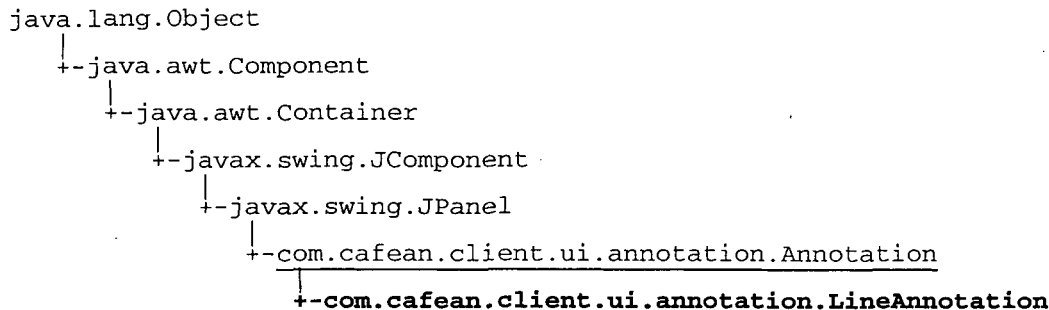 java.lang.Object
+-java.awt.Component
+-java.awt.Container
+-javax.swing.JComponent
+-javax.swing.JPanel
+-com.cafean.client.ui.annotation.Annotation
+-com.cafean.client.ui.annotation.LineAnnotation